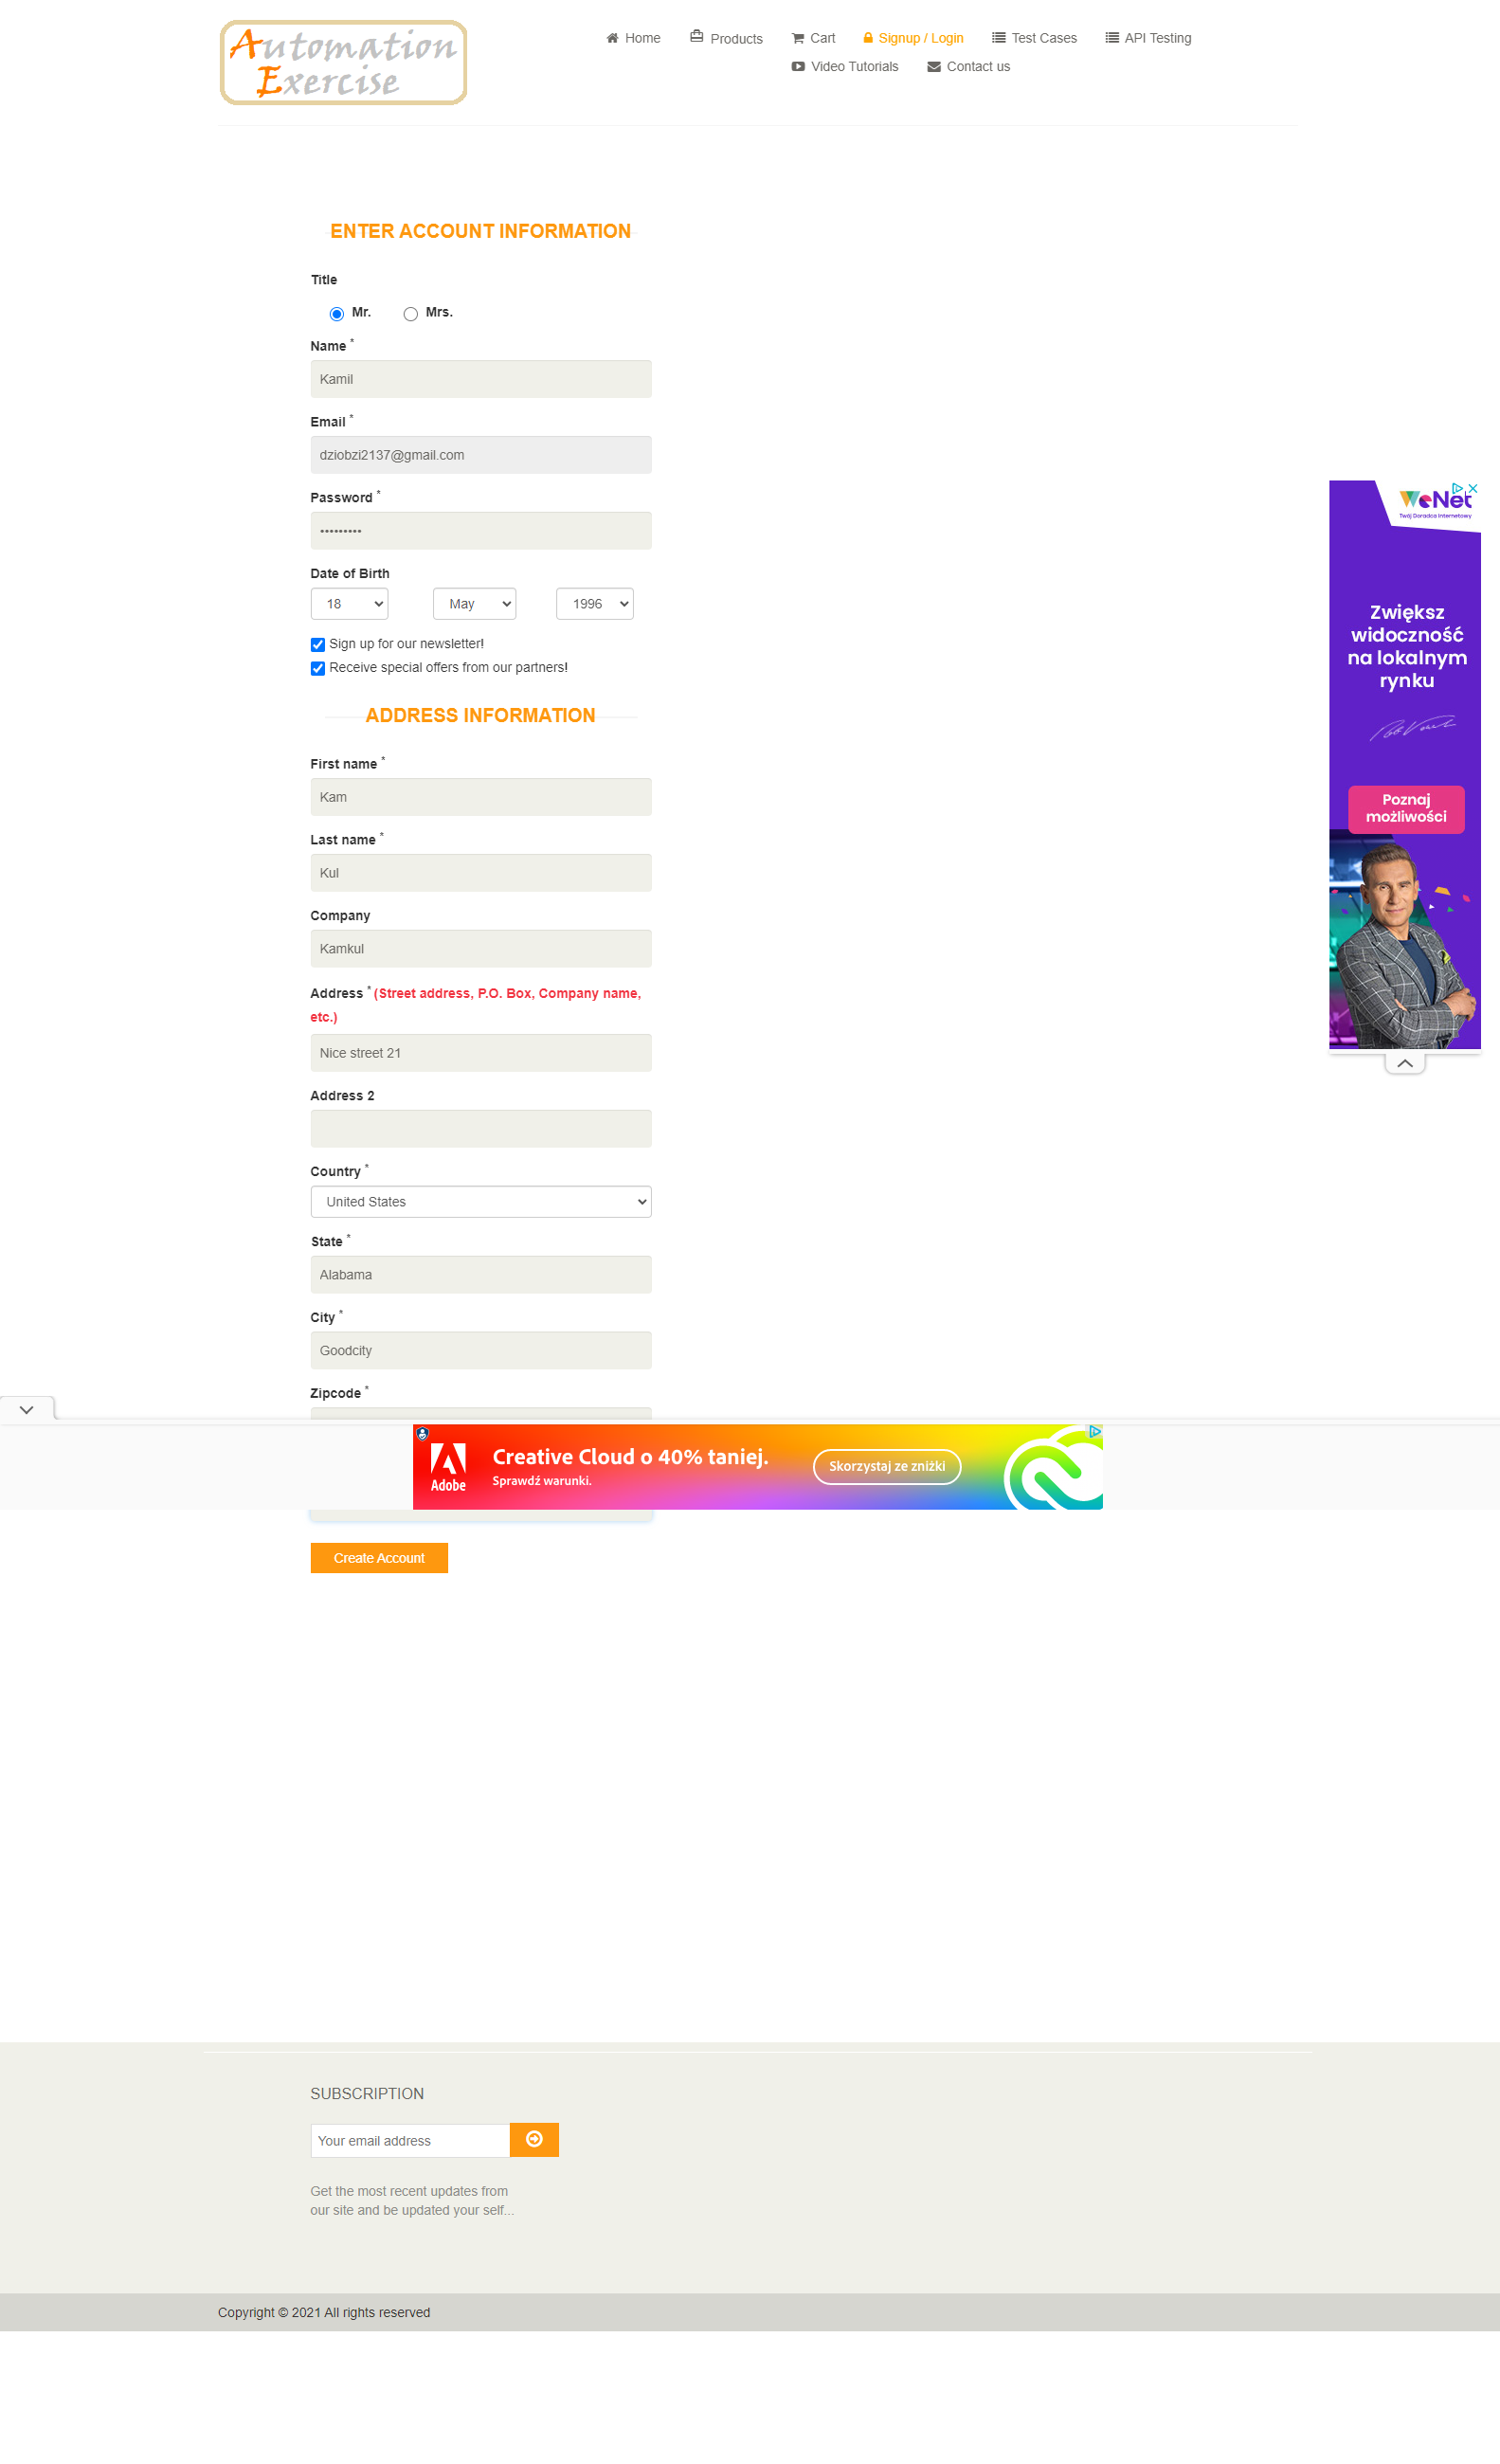 Automation
Exercise
Home
Products
Cart
Signup / Login
Test Cases
API Testing
Video Tutorials
Contact us
ENTER ACCOUNT INFORMATION
Title
Mr.
Mrs.
Name *
Kamil
Email *
dziobzi2137@gmail.com
Password *
•••••••••
Date of Birth
18
May
1996
Sign up for our newsletter!
Receive special offers from our partners!
ADDRESS INFORMATION
First name *
Kam
Last name *
Kul
Company
Kamkul
Address * (Street address, P.O. Box, Company name,
etc.)
Nice street 21
Address 2
Country *
United States
State *
Alabama
City *
Goodcity
Zipcode *
Create Account
WeNet
Twój Doradca Internetowy
Zwiększ
widoczność
na lokalnym
rynku
Poznaj
możliwości
Adobe
Creative Cloud o 40% taniej.
Sprawdź warunki.
Skorzystaj ze zniżki
SUBSCRIPTION
Your email address
Get the most recent updates from
our site and be updated your self...
Copyright © 2021 All rights reserved